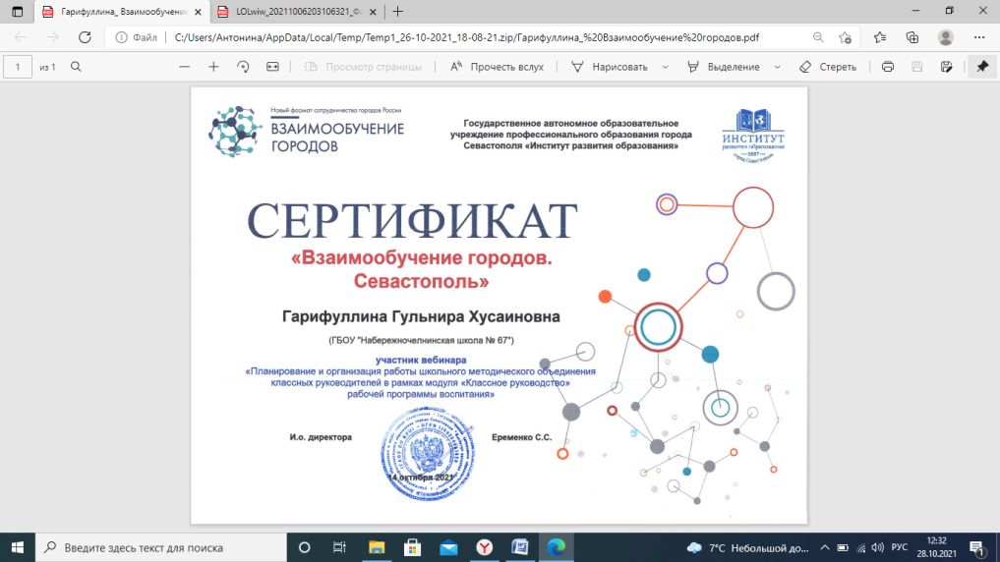 Гарифуллина_ Взаимообучение
LOLwiw_20211006203106321_Фи
Файл
C:/Users/Антонина/AppData/Local/Temp/Temp1_26-10-2021_18-08-21.zip/Гарифуллина_%20Взаимообучение%20городов.pdf
1 из 1
Просмотр страницы
Прочесть вслух
Нарисовать
Выделение
Стереть
Новый формат сотрудничества городов России
ВЗАИМООБУЧЕНИЕ
ГОРОДОВ
Государственное автономное образовательное
учреждение профессионального образования города
Севастополя «Институт развития образования»
ИНСТИТУТ
развития образования
город Севастополь
СЕРТИФИКАТ
«Взаимообучение городов.
Севастополь»
Гарифуллина Гульнира Хусаиновна
(ГБОУ "Набережночелнинская школа № 67")
участник вебинара
«Планирование и организация работы школьного методического объединения
классных руководителей в рамках модуля «Классное руководство»
рабочей программы воспитания»
И.о. директора
Еременко С.С.
14 октября 2021
Введите здесь текст для поиска
7°C Небольшой до...
РУС
12:32
28.10.2021
1